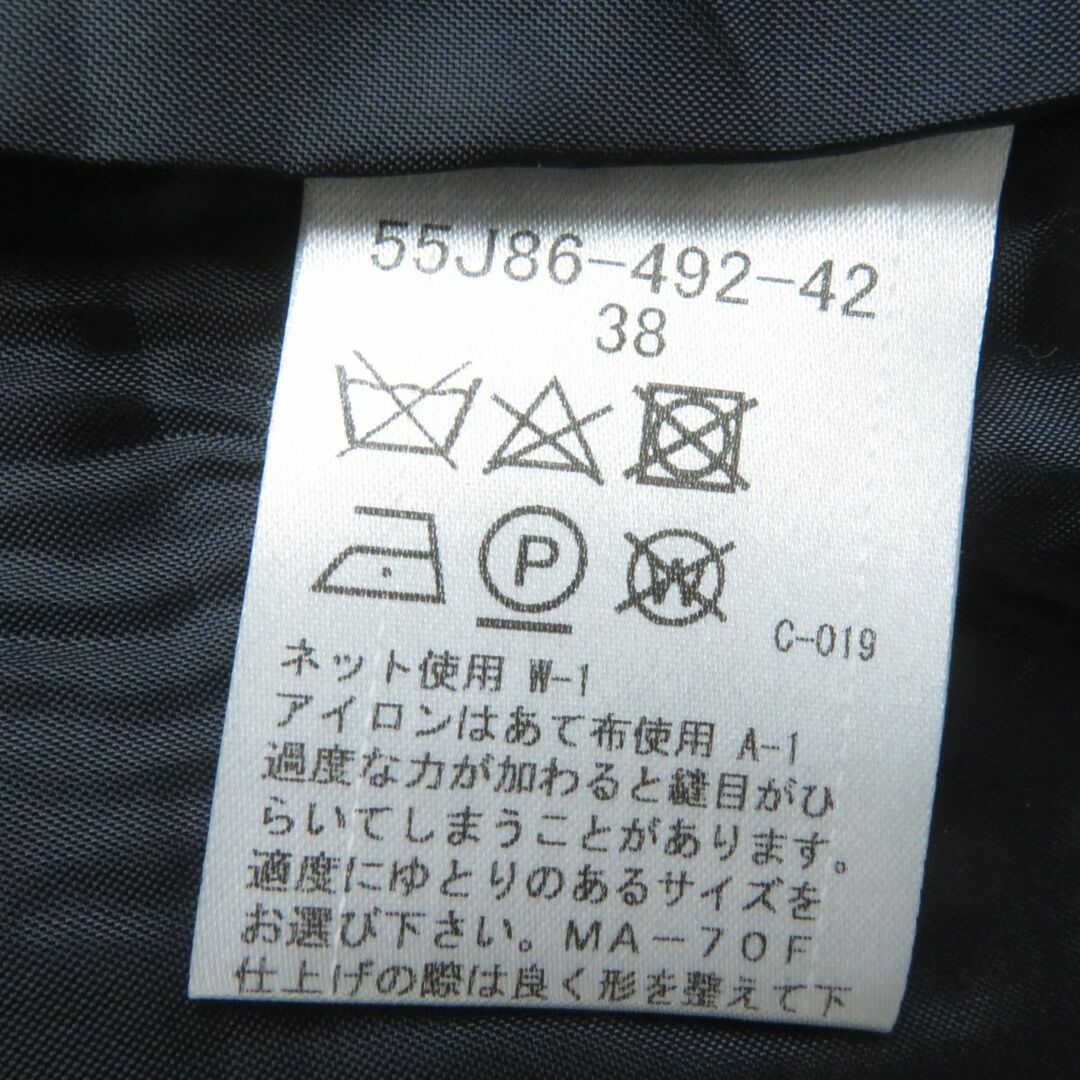 55J86-492-42
38
P
W
C-019
ネット使用 W-1
アイロンはあて布使用 A-1
過度な力が加わると縫目がひ
らいてしまうことがあります。
適度にゆとりのあるサイズを
お選び下さい。MA-70F
仕上げの際は良く形を整えて下